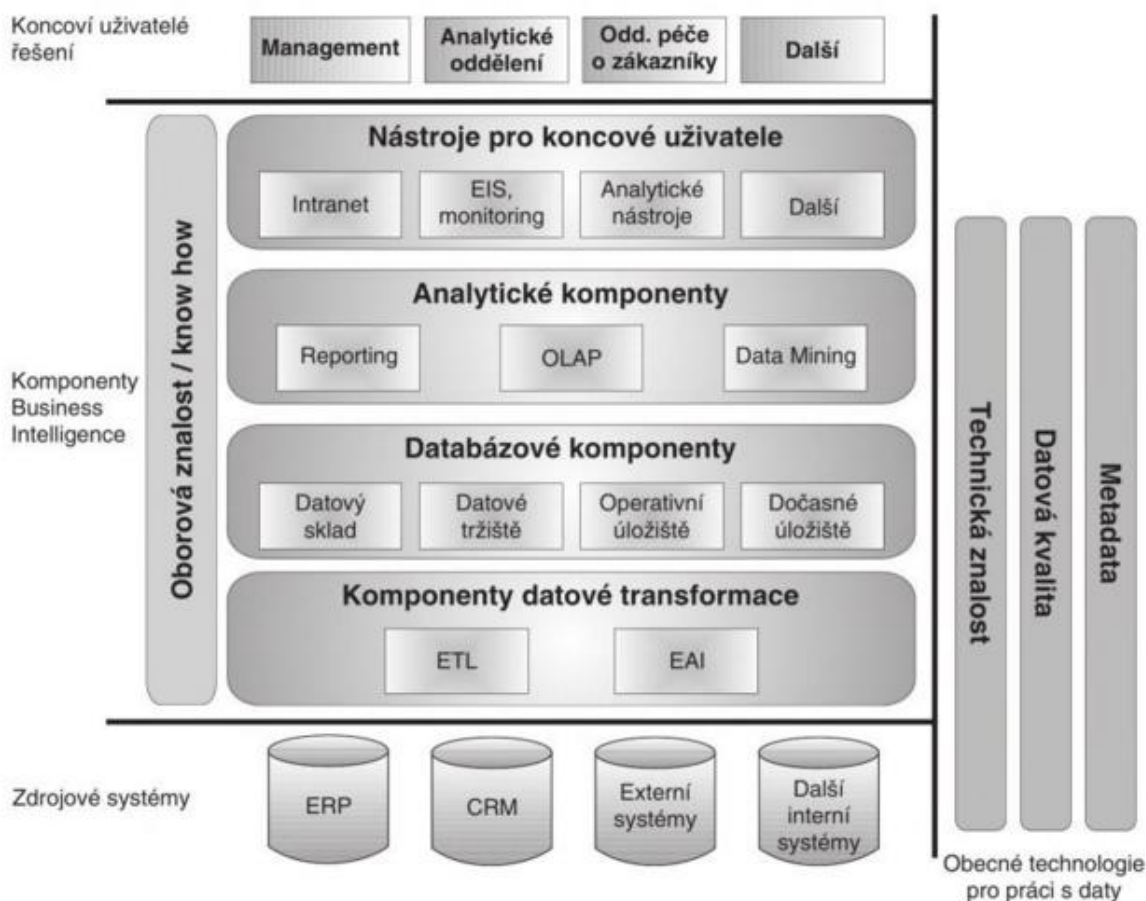 Koncoví uživatelé
řešení
Management
Analytické
oddělení
Odd. péče
o zákazníky
Další
Nástroje pro koncové uživatele
Intranet
EIS,
monitoring
Analytické
nástroje
Další
Analytické komponenty
Reporting
OLAP
Data Mining
Komponenty
Business
Intelligence
Oborová znalost / know how
Databázové komponenty
Datový
sklad
Datové
tržiště
Operativní
úložiště
Dočasné
úložiště
Komponenty datové transformace
ETL
EAI
Zdrojové systémy
ERP
CRM
Externí
systémy
Další
interní
systémy
Technická znalost
Datová kvalita
Metadata
Obecné technologie
pro práci s daty